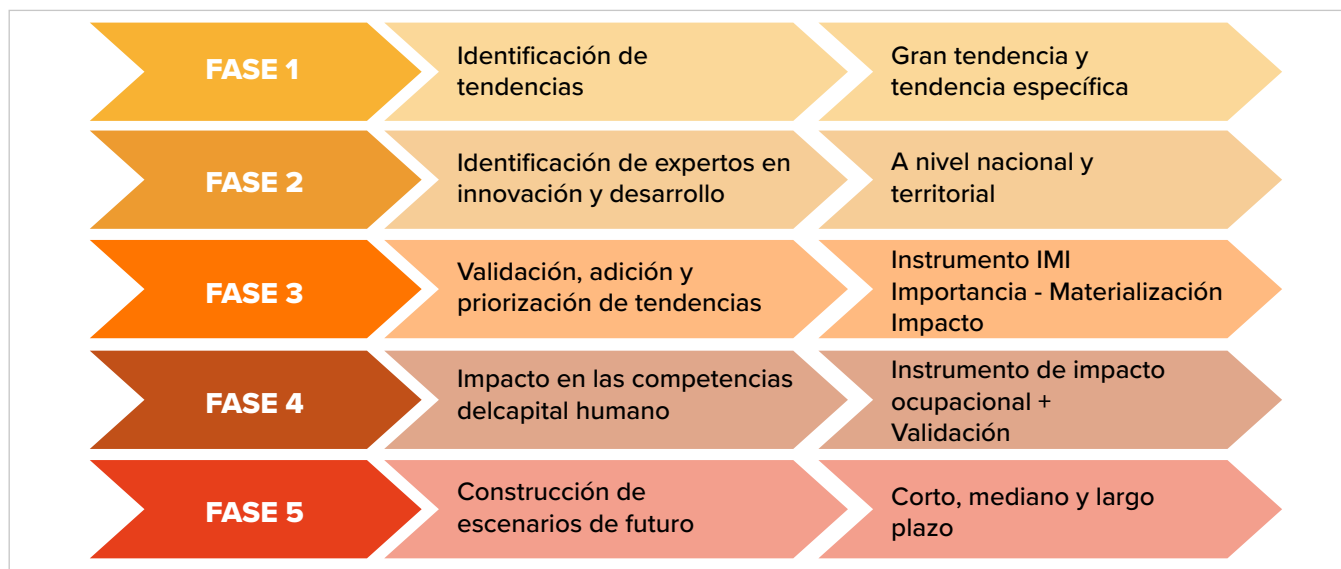 FASE 1
Identificación de
tendencias
Gran tendencia y
tendencia específica
FASE 2
Identificación de expertos en
innovación y desarrollo
A nivel nacional y
territorial
FASE 3
Validación, adición y
priorización de tendencias
Instrumento IMI
Importancia - Materialización
Impacto
FASE 4
Impacto en las competencias
delcapital humano
Instrumento de impacto
ocupacional +
Validación
FASE 5
Construcción de
escenarios de futuro
Corto, mediano y largo
plazo